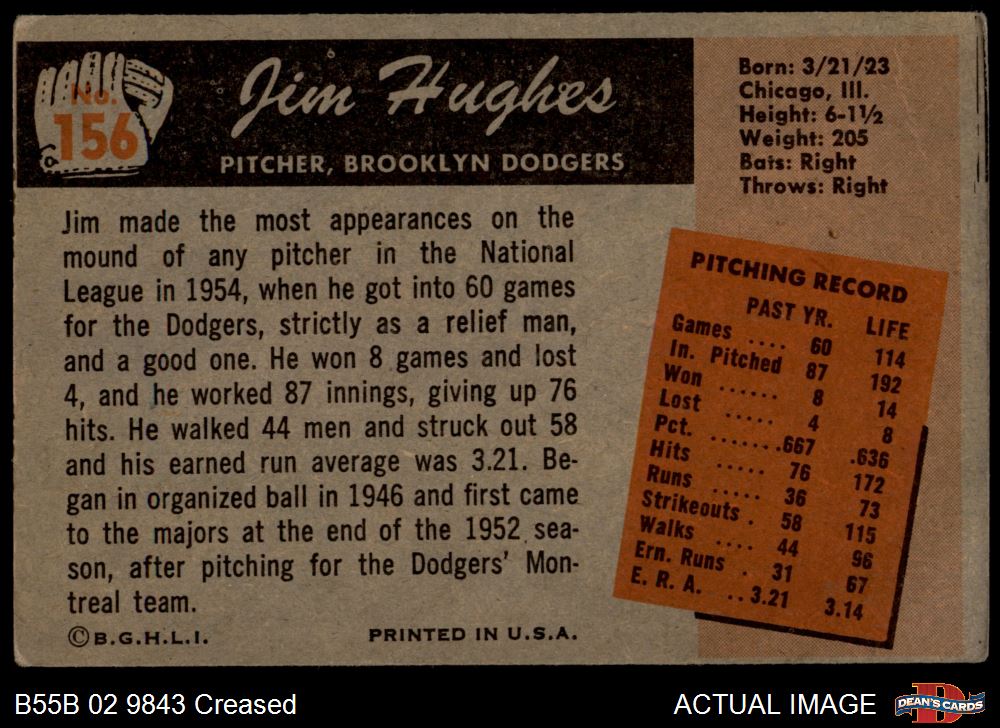 No.
156
Jim Hughes
PITCHER, BROOKLYN DODGERS
Born: 3/21/23
Chicago, Ill.
Height: 6-1½
Weight: 205
Bats: Right
Throws: Right
Jim made the most appearances on the
mound of any pitcher in the National
League in 1954, when he got into 60 games
for the Dodgers, strictly as a relief man,
and a good one. He won 8 games and lost
4, and he worked 87 innings, giving up 76
hits. He walked 44 men and struck out 58
and his earned run average was 3.21. Be-
gan in organized ball in 1946 and first came
to the majors at the end of the 1952 sea-
son, after pitching for the Dodgers' Mon-
treal team.
©B.G.H.L.I. PRINTED IN U.S.A.
PITCHING RECORD
PAST YR. LIFE
Games .... 60 114
In. Pitched 87 192
Won ...... 8 14
Lost ..... 4 8
Pct. .......667 .636
Hits ..... 76 172
Runs ..... 36 73
Strikeouts . 58 115
Walks .... 44 96
Ern. Runs . 31 67
E. R. A. ..3.21 3.14
B55B 02 9843 Creased
ACTUAL IMAGE
D
DEAN'S CARDS